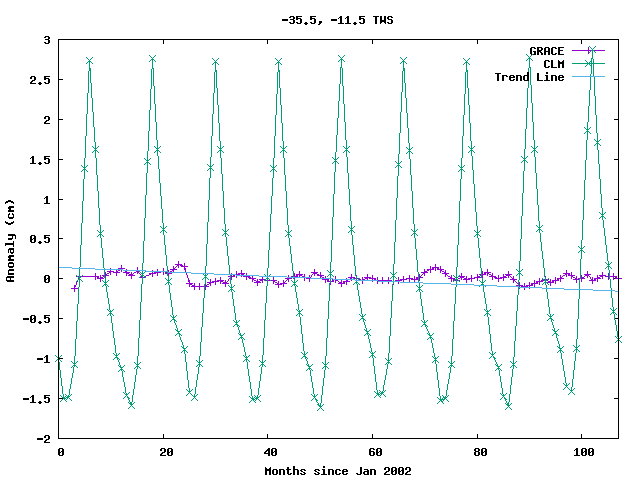 -35.5, -11.5 TWS
GRACE
CLM
Trend Line
3
2.5
2
1.5
1
0.5
0
-0.5
-1
-1.5
-2
Anomaly (cm)
0 20 40 60 80 100
Months since Jan 2002